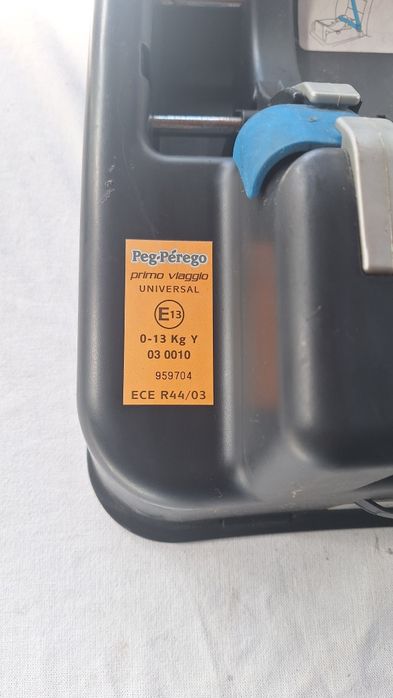 Peg-Pérego
primo viaggio
UNIVERSAL
E13
0-13 Kg Y
03 0010
959704
ECE R44/03